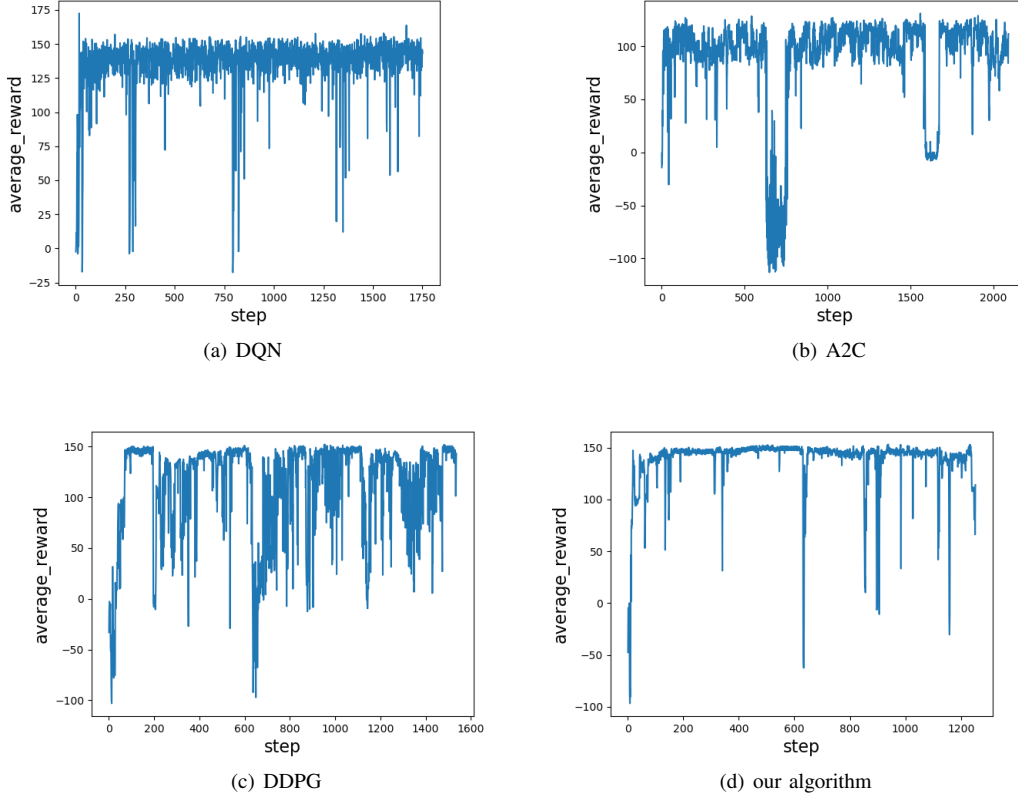 175
150
125
100
75
50
25
0
−25
average_reward
0 250 500 750 1000 1250 1500 1750
step
(a) DQN
100
50
0
−50
−100
average_reward
0 500 1000 1500 2000
step
(b) A2C
150
100
50
0
−50
−100
average_reward
0 200 400 600 800 1000 1200 1400 1600
step
(c) DDPG
150
100
50
0
−50
−100
average_reward
0 200 400 600 800 1000 1200
step
(d) our algorithm